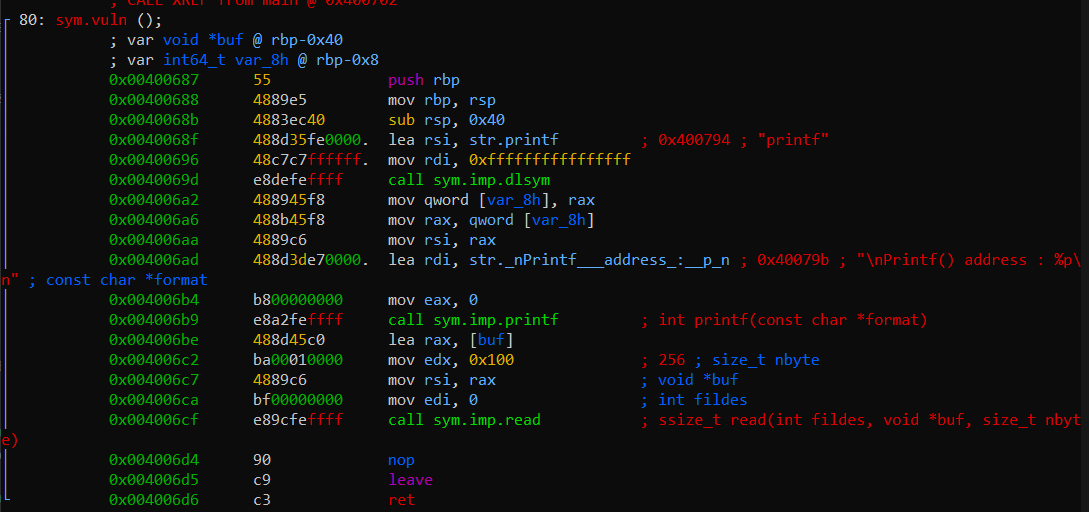 ; CALL XREF from main @ 0x400702
┌ 80: sym.vuln ();
│ ; var void *buf @ rbp-0x40
│ ; var int64_t var_8h @ rbp-0x8
│ 0x00400687 55 push rbp
│ 0x00400688 4889e5 mov rbp, rsp
│ 0x0040068b 4883ec40 sub rsp, 0x40
│ 0x0040068f 488d35fe0000. lea rsi, str.printf ; 0x400794 ; "printf"
│ 0x00400696 48c7c7ffffff. mov rdi, 0xffffffffffffffff
│ 0x0040069d e8defeffff call sym.imp.dlsym
│ 0x004006a2 488945f8 mov qword [var_8h], rax
│ 0x004006a6 488b45f8 mov rax, qword [var_8h]
│ 0x004006aa 4889c6 mov rsi, rax
│ 0x004006ad 488d3de70000. lea rdi, str._nPrintf___address_:__p_n ; 0x40079b ; "\nPrintf() address : %p\
n" ; const char *format
│ 0x004006b4 b800000000 mov eax, 0
│ 0x004006b9 e8a2feffff call sym.imp.printf ; int printf(const char *format)
│ 0x004006be 488d45c0 lea rax, [buf]
│ 0x004006c2 ba00010000 mov edx, 0x100 ; 256 ; size_t nbyte
│ 0x004006c7 4889c6 mov rsi, rax ; void *buf
│ 0x004006ca bf00000000 mov edi, 0 ; int fildes
│ 0x004006cf e89cfeffff call sym.imp.read ; ssize_t read(int fildes, void *buf, size_t nbyt
e)
│ 0x004006d4 90 nop
│ 0x004006d5 c9 leave
└ 0x004006d6 c3 ret